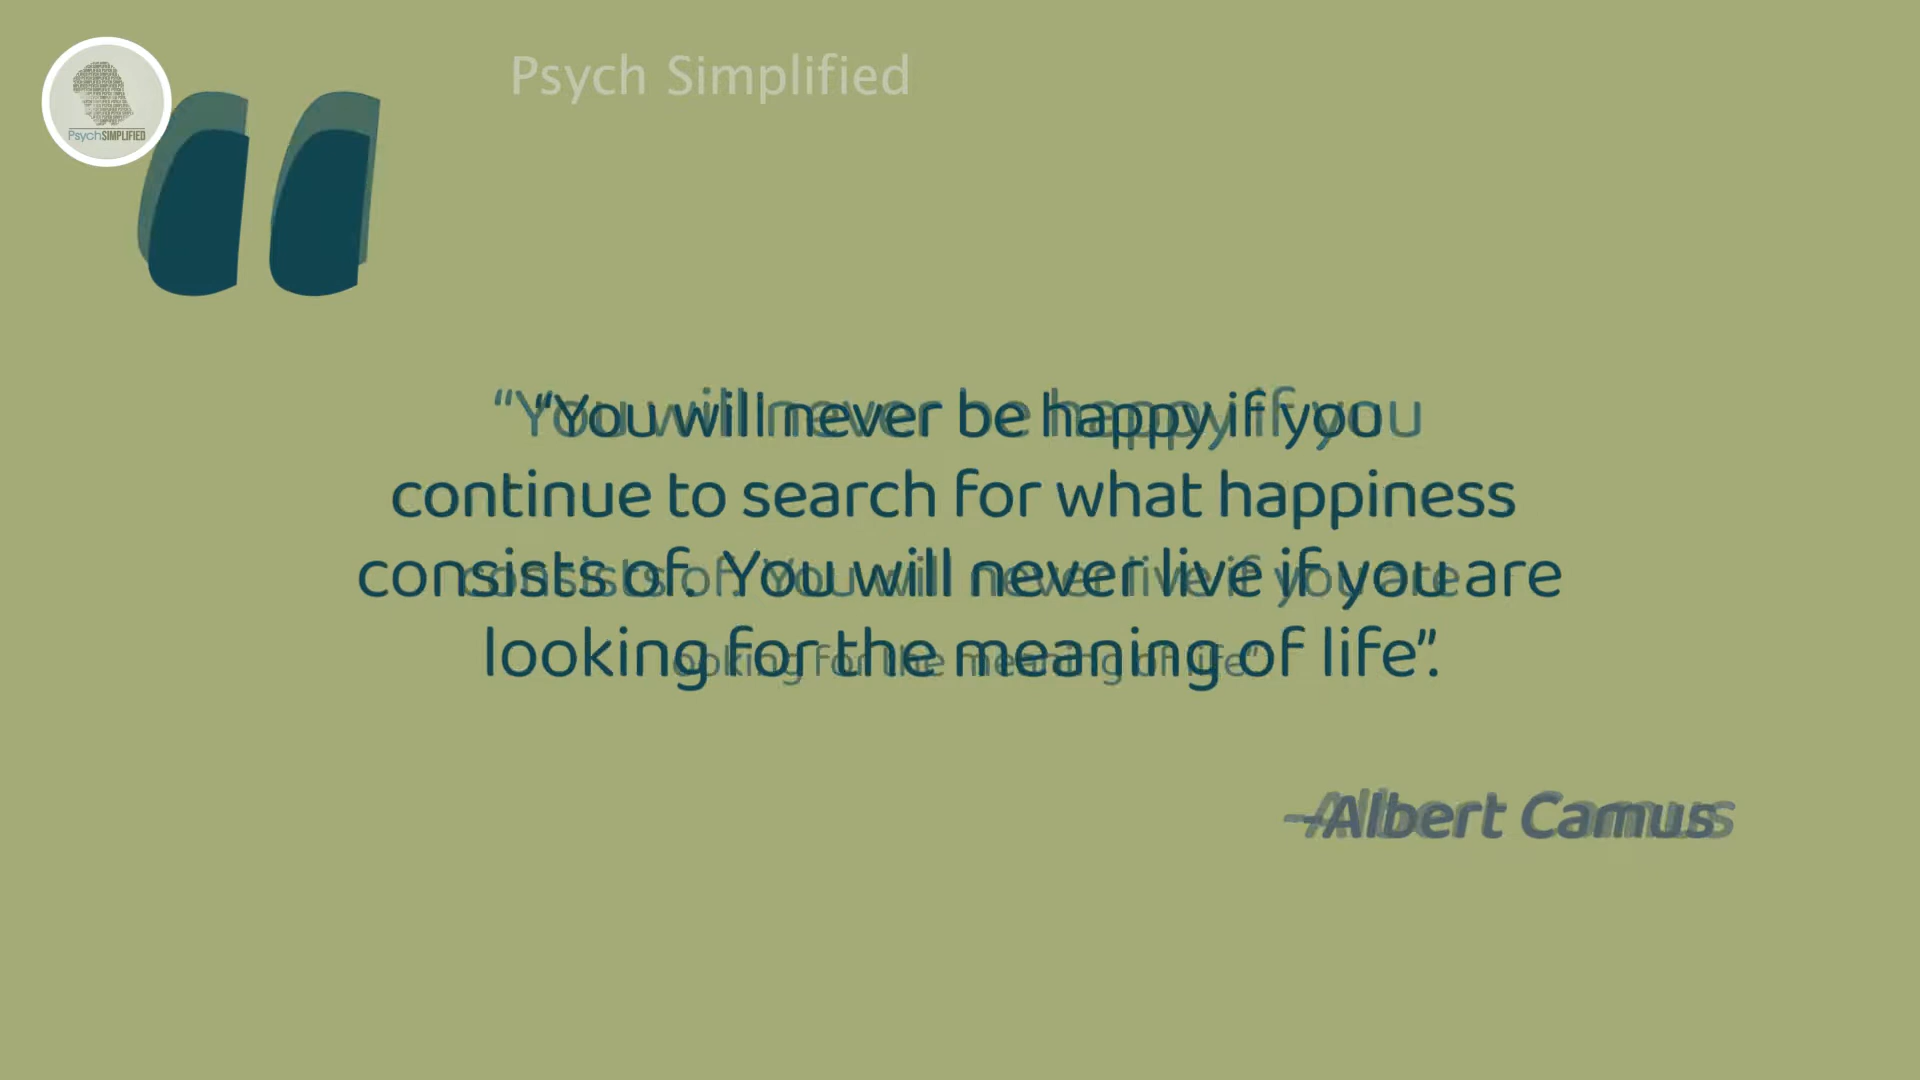 Psych Simplified
PsychSIMPLIFIED
“You will never be happy if you
continue to search for what happiness
consists of. You will never live if you are
looking for the meaning of life”.
–Albert Camus